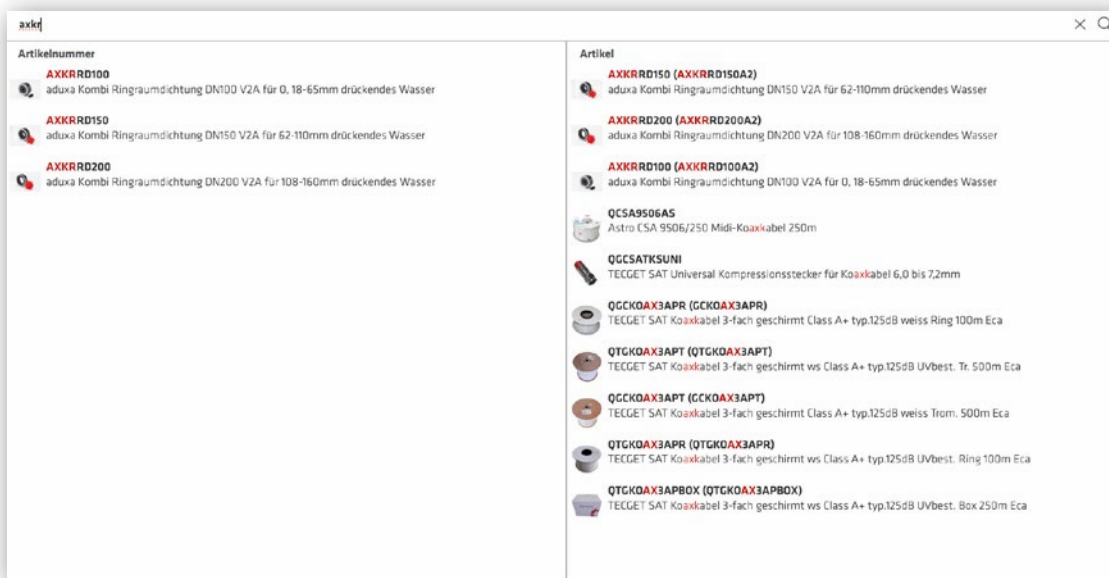 axkr
Artikelnummer
AXKRRD100
aduxa Kombi Ringraumdichtung DN100 V2A für 0, 18-65mm drückendes Wasser
AXKRRD150
aduxa Kombi Ringraumdichtung DN150 V2A für 62-110mm drückendes Wasser
AXKRRD200
aduxa Kombi Ringraumdichtung DN200 V2A für 108-160mm drückendes Wasser
Artikel
AXKRRD150 (AXKRRD150A2)
aduxa Kombi Ringraumdichtung DN150 V2A für 62-110mm drückendes Wasser
AXKRRD200 (AXKRRD200A2)
aduxa Kombi Ringraumdichtung DN200 V2A für 108-160mm drückendes Wasser
AXKRRD100 (AXKRRD100A2)
aduxa Kombi Ringraumdichtung DN100 V2A für 0, 18-65mm drückendes Wasser
QCSA9506AS
Astro CSA 9506/250 Midi-Koaxkabel 250m
QGCSATKSUNI
TECGET SAT Universal Kompressionsstecker für Koaxkabel 6,0 bis 7,2mm
QGCKOAX3APR (GCKOAX3APR)
TECGET SAT Koaxkabel 3-fach geschirmt Class A+ typ.125dB weiss Ring 100m Eca
QTGKOAX3APT (QTGKOAX3APT)
TECGET SAT Koaxkabel 3-fach geschirmt ws Class A+ typ.125dB UVbest. Tr. 500m Eca
QGCKOAX3APT (GCKOAX3APT)
TECGET SAT Koaxkabel 3-fach geschirmt Class A+ typ.125dB weiss Trom. 500m Eca
QTGKOAX3APR (QTGKOAX3APR)
TECGET SAT Koaxkabel 3-fach geschirmt ws Class A+ typ.125dB UVbest. Ring 100m Eca
QTGKOAX3APBOX (QTGKOAX3APBOX)
TECGET SAT Koaxkabel 3-fach geschirmt ws Class A+ typ.125dB UVbest. Box 250m Eca